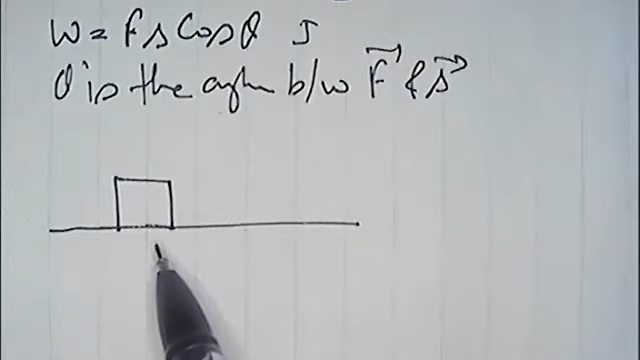 W = Fs Cos θ J
θ is the angle b/w F⃗ & s⃗